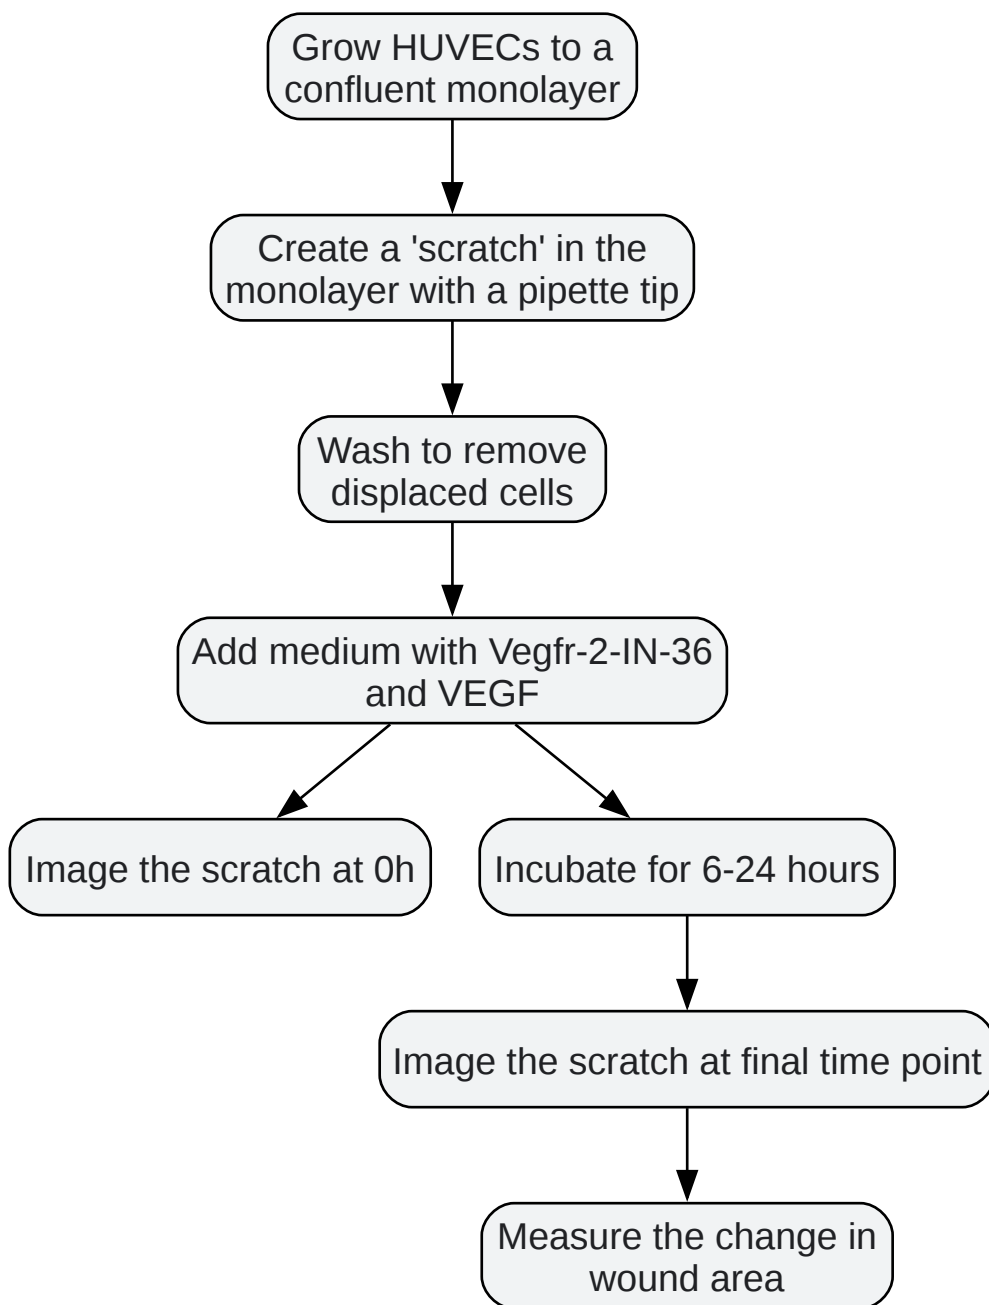 Grow HUVECs to a
confluent monolayer
Create a 'scratch' in the
monolayer with a pipette tip
Wash to remove
displaced cells
Add medium with Vegfr-2-IN-36
and VEGF
Image the scratch at 0h
Incubate for 6-24 hours
Image the scratch at final time point
Measure the change in
wound area